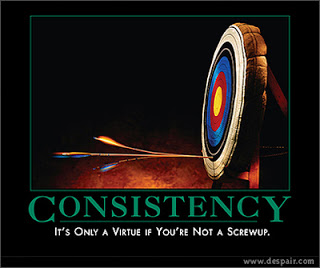 CONSISTENCY
IT'S ONLY A VIRTUE IF YOU'RE NOT A SCREWUP.
www.despair.com